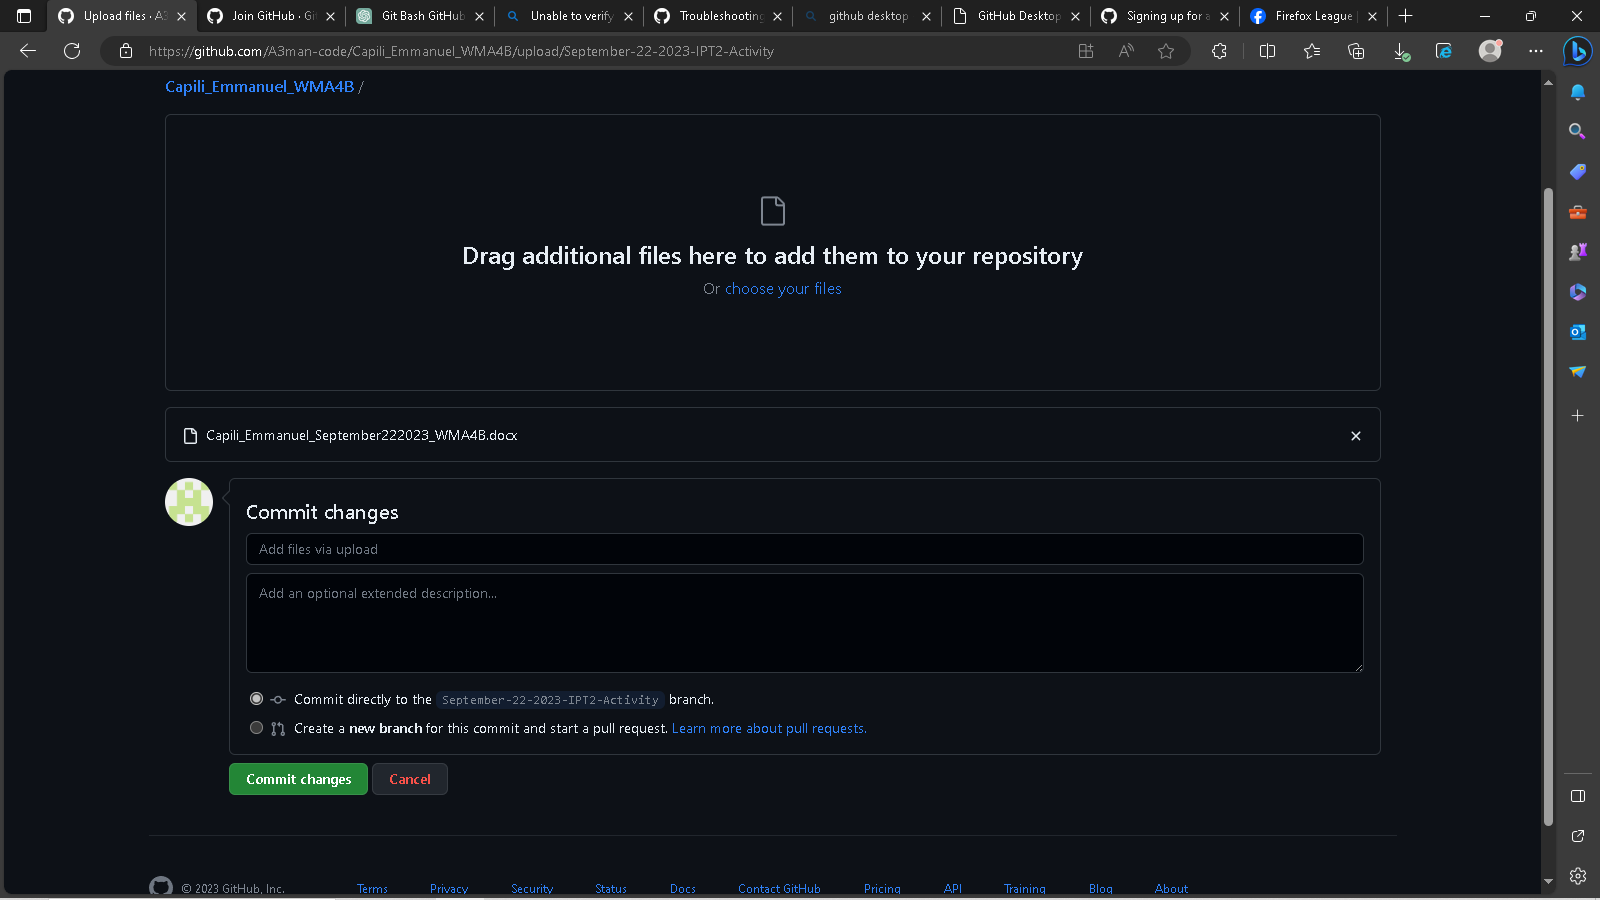 Upload files · A3
Join GitHub · Gi
Git Bash GitHub
Unable to verify
Troubleshooting
github desktop
GitHub Desktop
Signing up for a
Firefox League
https://github.com/A3man-code/Capili_Emmanuel_WMA4B/upload/September-22-2023-IPT2-Activity
Capili_Emmanuel_WMA4B /
Drag additional files here to add them to your repository
Or choose your files
Capili_Emmanuel_September222023_WMA4B.docx
Commit changes
Add files via upload
Add an optional extended description...
Commit directly to the September-22-2023-IPT2-Activity branch.
Create a new branch for this commit and start a pull request. Learn more about pull requests.
Commit changes
Cancel
© 2023 GitHub, Inc.
Terms
Privacy
Security
Status
Docs
Contact GitHub
Pricing
API
Training
Blog
About